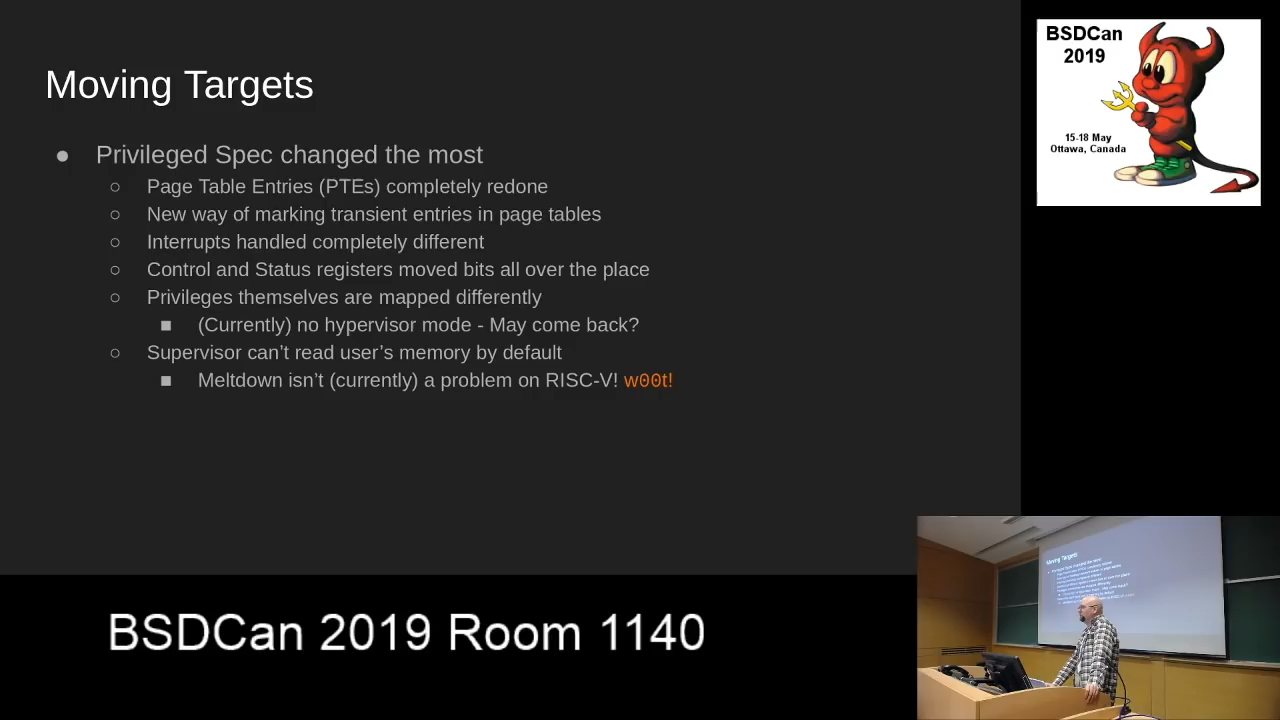 Moving Targets
● Privileged Spec changed the most
○ Page Table Entries (PTEs) completely redone
○ New way of marking transient entries in page tables
○ Interrupts handled completely different
○ Control and Status registers moved bits all over the place
○ Privileges themselves are mapped differently
■ (Currently) no hypervisor mode - May come back?
○ Supervisor can’t read user’s memory by default
■ Meltdown isn’t (currently) a problem on RISC-V! w00t!
BSDCan
2019
15-18 May
Ottawa, Canada
BSDCan 2019 Room 1140
Moving Targets